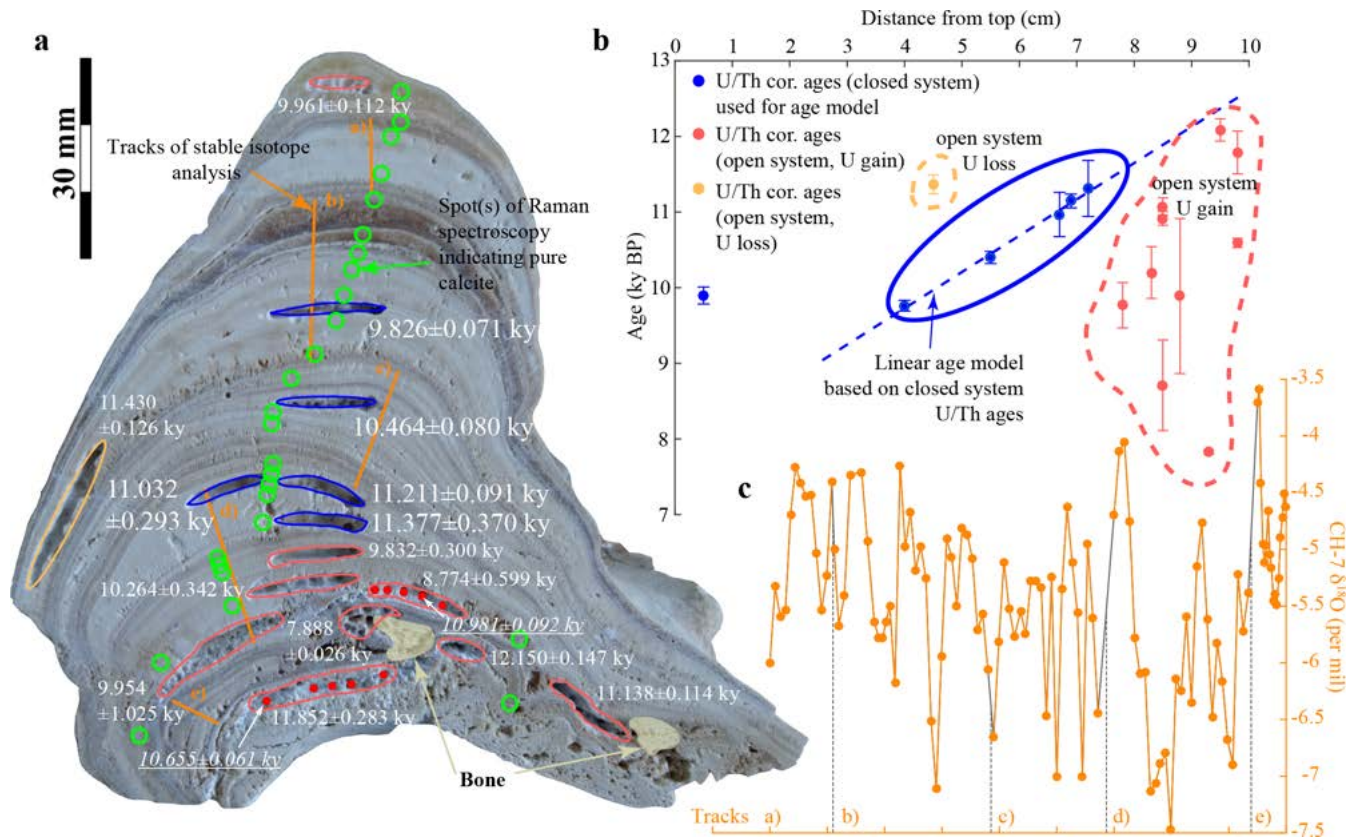 a
9.961±0.112 ky
a)
Tracks of stable isotope
analysis
b)
30 mm
Spot(s) of Raman
spectroscopy
indicating pure
calcite
9.826±0.071 ky
c)
11.430
±0.126 ky
10.464±0.080 ky
11.032
±0.293 ky
d)
11.211±0.091 ky
11.377±0.370 ky
9.832±0.300 ky
10.264±0.342 ky
8.774±0.599 ky
10.981±0.092 ky
7.888
±0.026 ky
12.150±0.147 ky
9.954
±1.025 ky
e)
11.138±0.114 ky
11.852±0.283 ky
10.655±0.061 ky
Bone
b
Distance from top (cm)
0 1 2 3 4 5 6 7 8 9 10
13
12
11
10
9
8
7
Age (ky BP)
U/Th cor. ages (closed system)
used for age model
U/Th cor. ages
(open system, U gain)
U/Th cor. ages
(open system,
U loss)
open system
U loss
open system
U gain
Linear age model
based on closed system
U/Th ages
c
-3.5
-4
-4.5
-5
-5.5
-6
-6.5
-7
-7.5
CH-7 δ¹⁸O (per mil)
Tracks a) b) c) d) e)